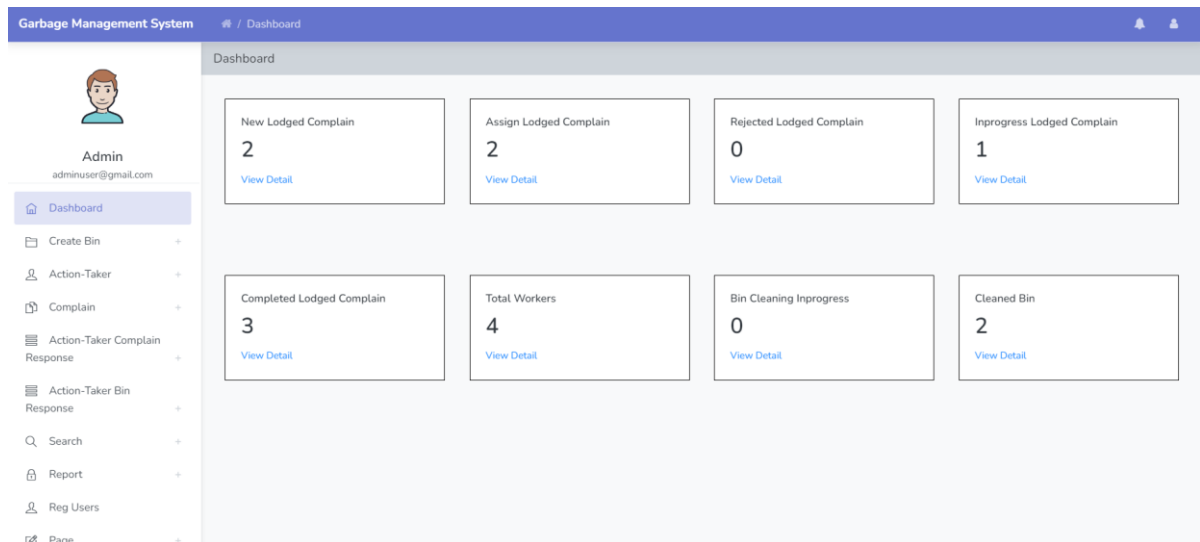 Garbage Management System
/ Dashboard
Dashboard
Admin
adminuser@gmail.com
Dashboard
Create Bin +
Action-Taker +
Complain +
Action-Taker Complain
Response +
Action-Taker Bin
Response +
Search +
Report +
Reg Users
Page +
New Lodged Complain
2
View Detail
Assign Lodged Complain
2
View Detail
Rejected Lodged Complain
0
View Detail
Inprogress Lodged Complain
1
View Detail
Completed Lodged Complain
3
View Detail
Total Workers
4
View Detail
Bin Cleaning Inprogress
0
View Detail
Cleaned Bin
2
View Detail